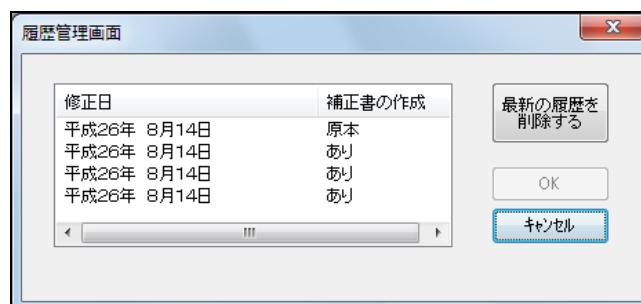 履歴管理画面
修正日 補正書の作成
平成26年 8月14日 原本
平成26年 8月14日 あり
平成26年 8月14日 あり
平成26年 8月14日 あり
最新の履歴を
削除する
OK
キャンセル